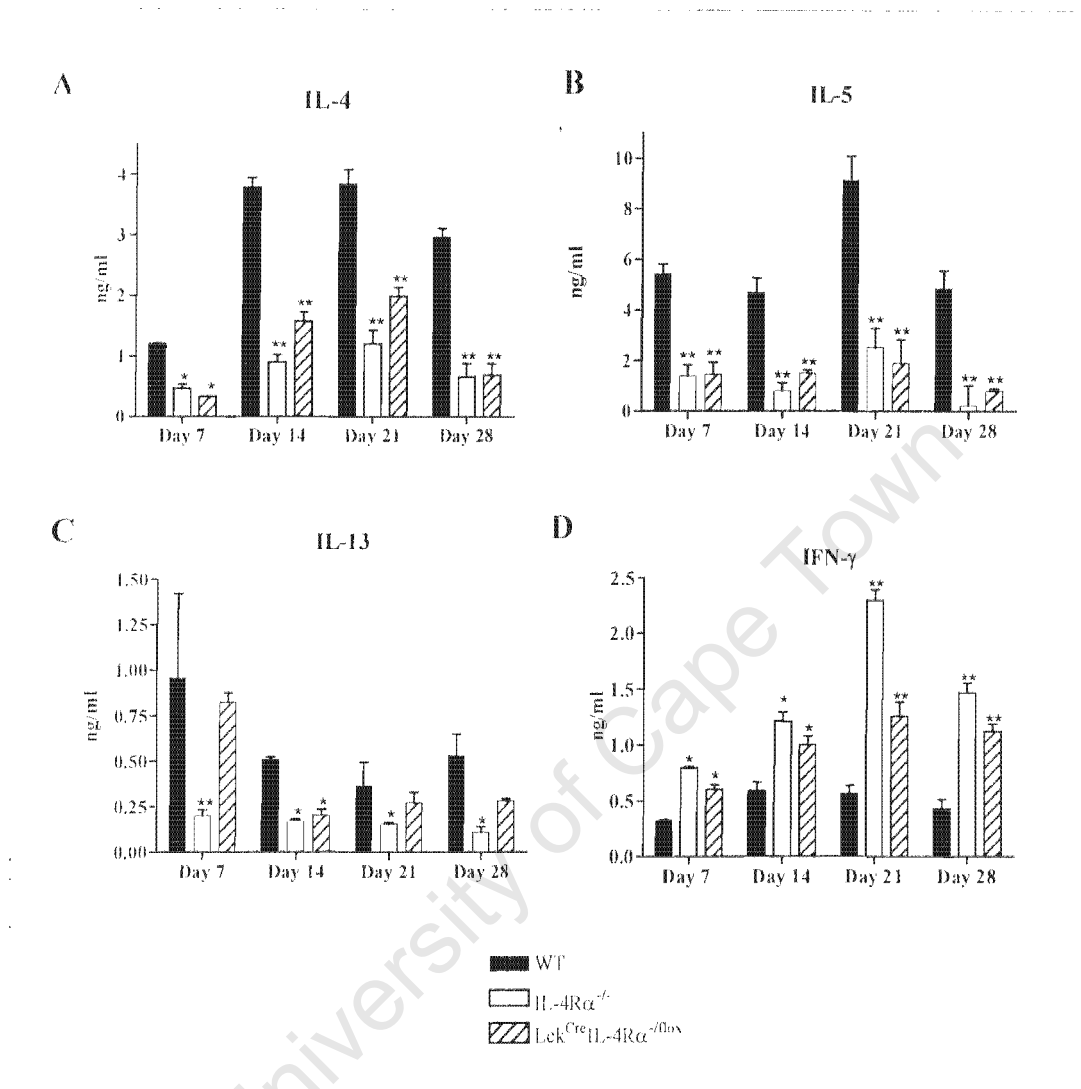 A
IL-4
ng/ml
4
3
2
1
0
* *
** **
** **
** **
Day 7 Day 14 Day 21 Day 28
B
IL-5
ng/ml
10
8
6
4
2
0
** **
** **
** **
** **
Day 7 Day 14 Day 21 Day 28
C
IL-13
ng/ml
1.50
1.25
1.00
0.75
0.50
0.25
0.00
**
* *
*
*
Day 7 Day 14 Day 21 Day 28
D
IFN-γ
ng/ml
2.5
2.0
1.5
1.0
0.5
0.0
* *
* *
** **
** **
Day 7 Day 14 Day 21 Day 28
WT
IL-4Rα-/-
LckCreIL-4Rα-/flox
University of Cape Town